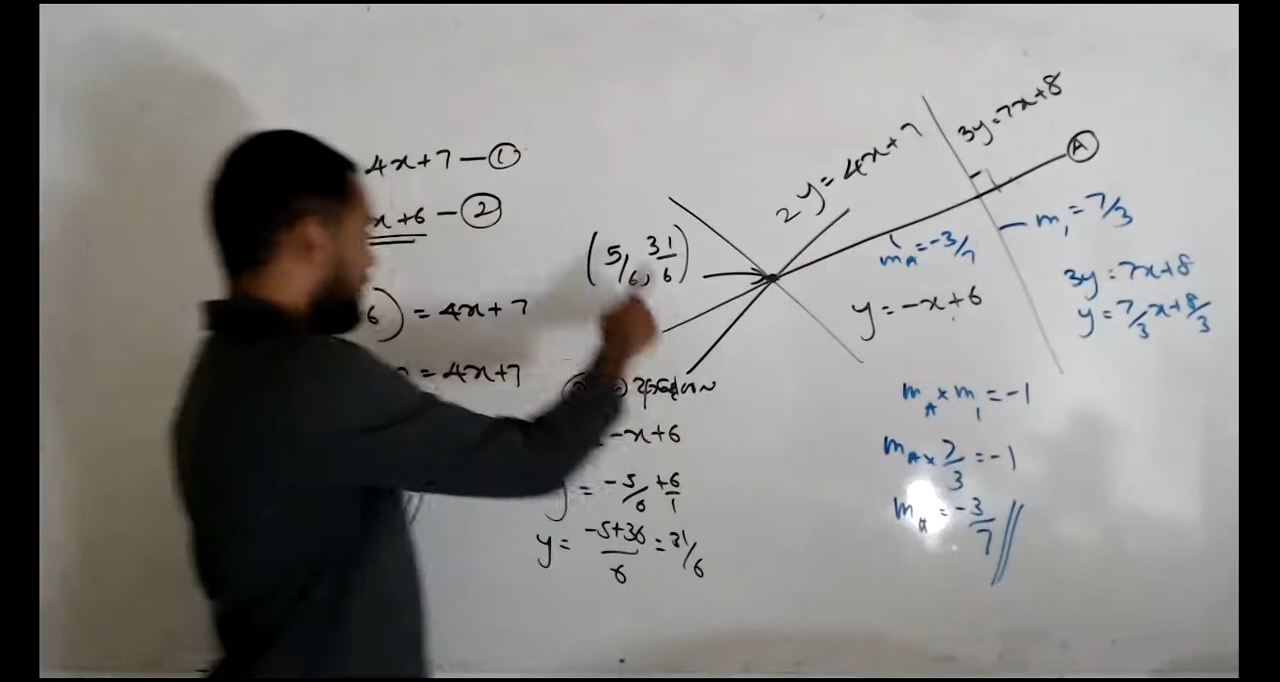 4x+7 — ①
x+6 — ②
6) = 4x+7
= 4x+7
-x+6
y = -5/6 + 6/1
y = (-5+36)/6 = 31/6
(5/6, 31/6)
2y = 4x+7
3y=7x+8
Ⓐ
mA = -3/7
m₁ = 7/3
y = -x+6
3y = 7x+8
y = 7/3 x + 8/3
mA × m₁ = -1
mA × 7/3 = -1
mA = -3/7